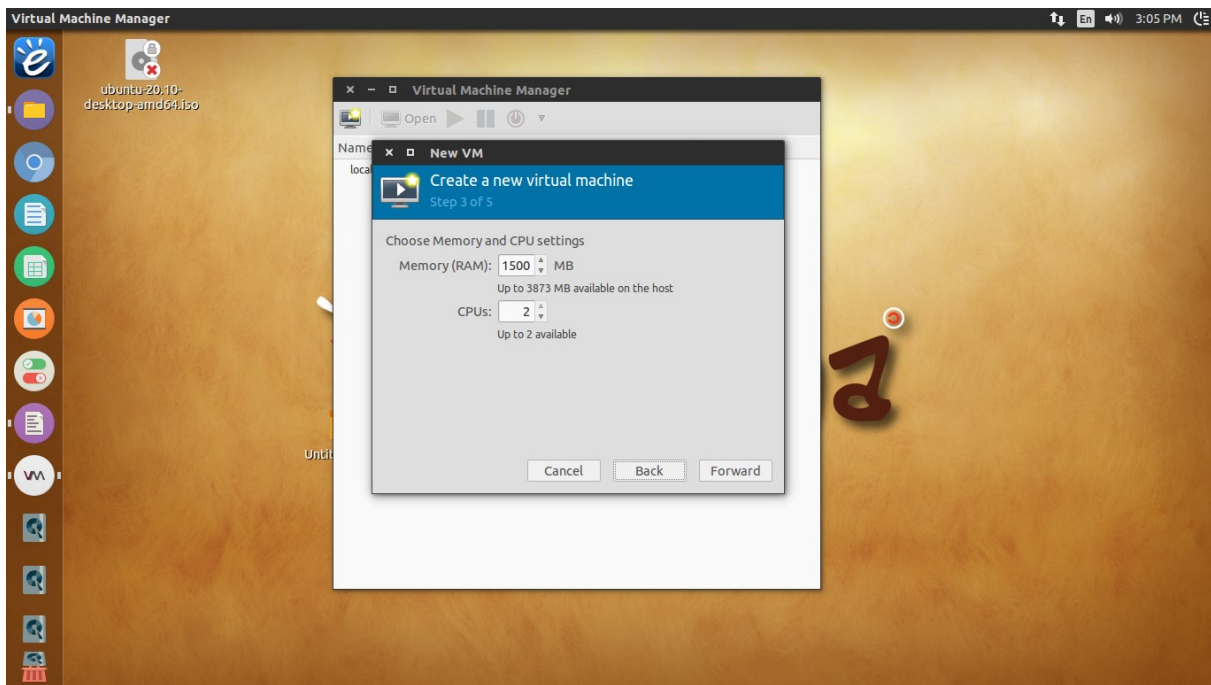 Virtual Machine Manager
En
3:05 PM
ubuntu-20.10-
desktop-amd64.iso
Virtual Machine Manager
Open
Name
local
New VM
Create a new virtual machine
Step 3 of 5
Choose Memory and CPU settings
Memory (RAM): 1500 MB
Up to 3873 MB available on the host
CPUs: 2
Up to 2 available
Untit
Cancel Back Forward